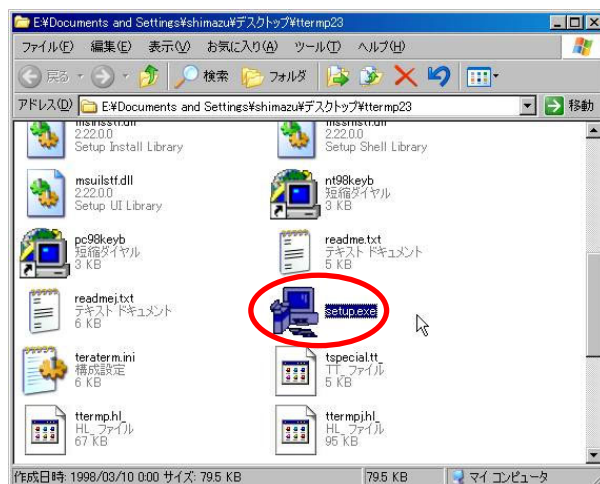 E:¥Documents and Settings¥shimazu¥デスクトップ¥ttermp23
ファイル(F) 編集(E) 表示(V) お気に入り(A) ツール(T) ヘルプ(H)
戻る 検索 フォルダ
アドレス(D) E:¥Documents and Settings¥shimazu¥デスクトップ¥ttermp23 移動
2.22.0.0
Setup Install Library
2.22.0.0
Setup Shell Library
msuilstf.dll
2.22.0.0
Setup UI Library
nt98keyb
短縮ダイヤル
3 KB
pc98keyb
短縮ダイヤル
3 KB
readme.txt
テキスト ドキュメント
5 KB
readmej.txt
テキスト ドキュメント
6 KB
setup.exe
teraterm.ini
構成設定
6 KB
tspecial.tt_
TT_ ファイル
5 KB
ttermp.hl_
HL_ ファイル
67 KB
ttermpj.hl_
HL_ ファイル
95 KB
作成日時: 1998/03/10 0:00 サイズ: 79.5 KB 79.5 KB マイ コンピュータ